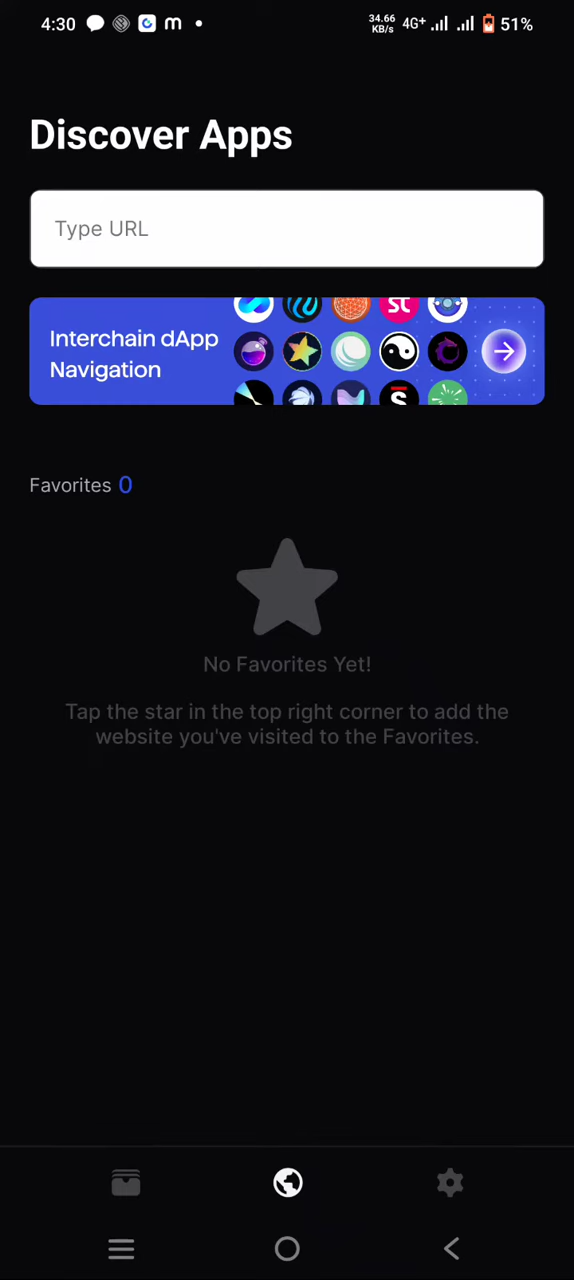 4:30
34.66
KB/s
4G+
51%
Discover Apps
Type URL
Interchain dApp
Navigation
st
S
Favorites 0
No Favorites Yet!
Tap the star in the top right corner to add the
website you've visited to the Favorites.